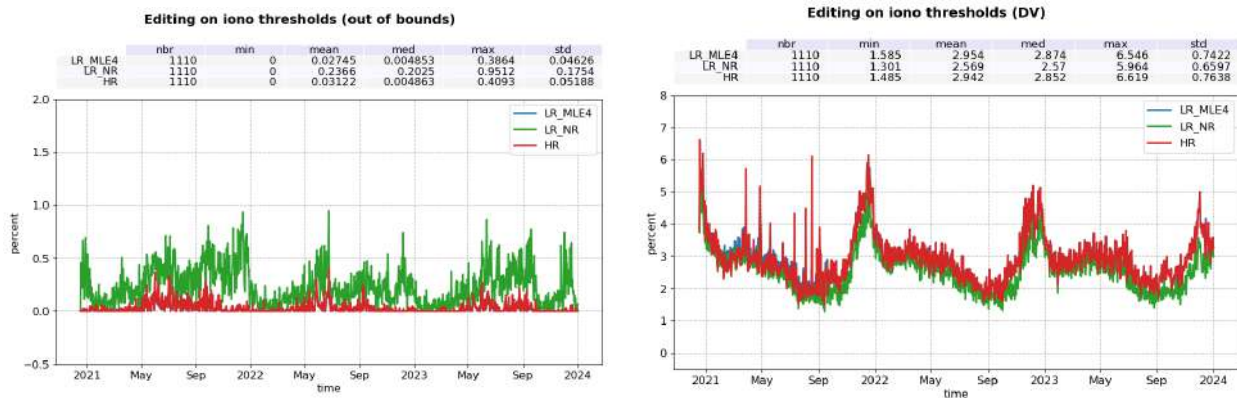 Editing on iono thresholds (out of bounds)
nbr min mean med max std
LR_MLE4 1110 0 0.02745 0.004853 0.3864 0.04626
LR_NR 1110 0 0.2366 0.2025 0.9512 0.1754
HR 1110 0 0.03122 0.004863 0.4093 0.05188
2.0
1.5
1.0
0.5
0.0
−0.5
percent
LR_MLE4
LR_NR
HR
2021 May Sep 2022 May Sep 2023 May Sep 2024
time
Editing on iono thresholds (DV)
nbr min mean med max std
LR_MLE4 1110 1.585 2.954 2.874 6.546 0.7422
LR_NR 1110 1.301 2.569 2.57 5.964 0.6597
HR 1110 1.485 2.942 2.852 6.619 0.7638
8
7
6
5
4
3
2
1
0
percent
LR_MLE4
LR_NR
HR
2021 May Sep 2022 May Sep 2023 May Sep 2024
time